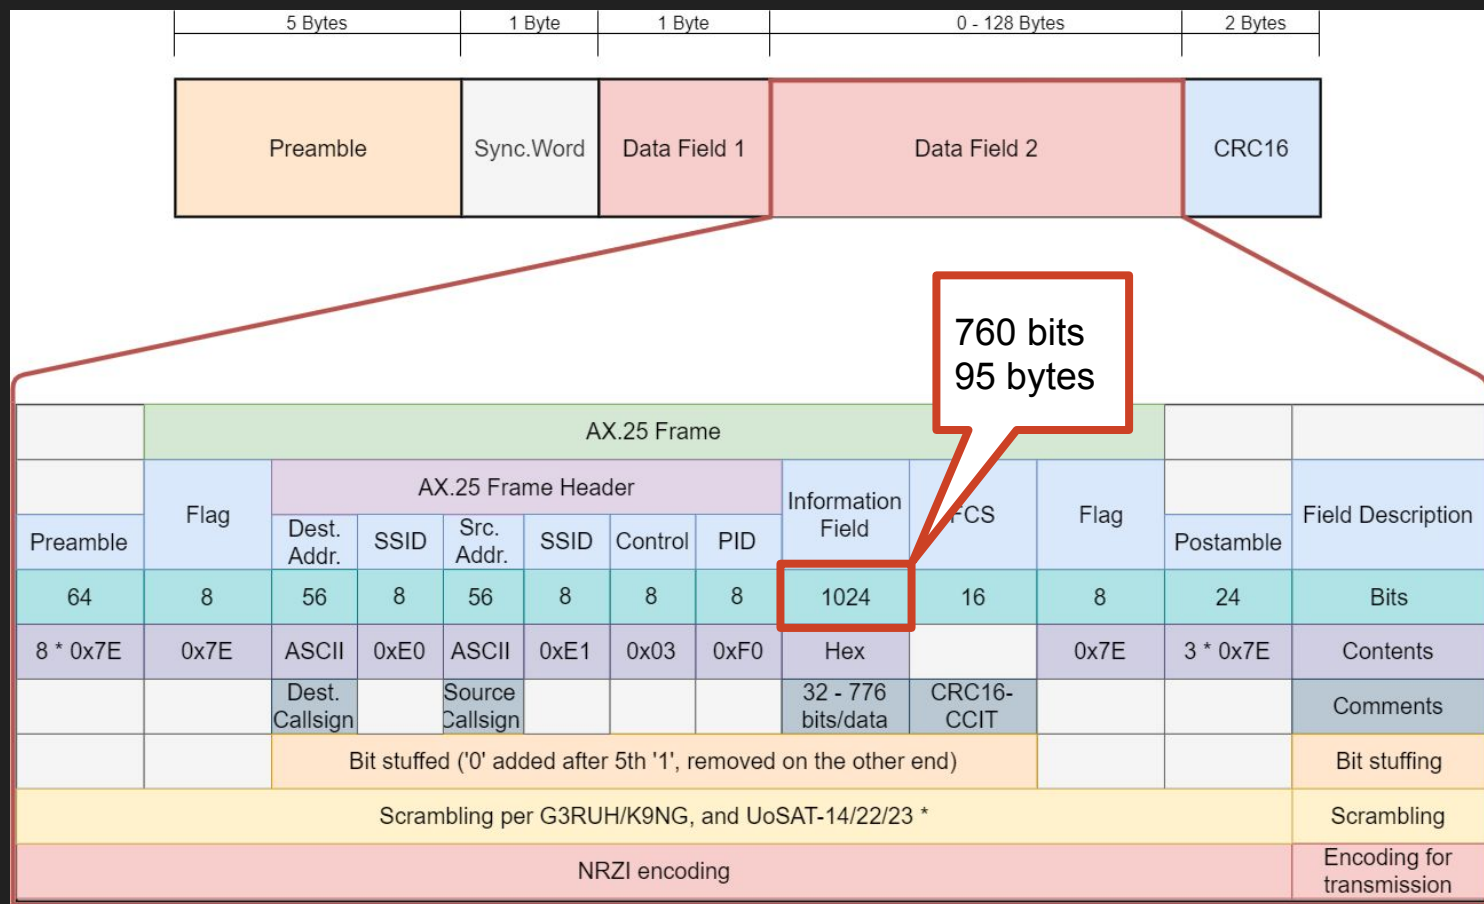 5 Bytes 1 Byte 1 Byte 0 - 128 Bytes 2 Bytes
Preamble Sync.Word Data Field 1 Data Field 2 CRC16
760 bits
95 bytes
AX.25 Frame
AX.25 Frame Header
Flag
Information
Field
FCS
Flag
Field Description
Preamble
Dest.
Addr.
SSID
Src.
Addr.
SSID
Control
PID
Postamble
64 8 56 8 56 8 8 8 1024 16 8 24 Bits
8 * 0x7E 0x7E ASCII 0xE0 ASCII 0xE1 0x03 0xF0 Hex 0x7E 3 * 0x7E Contents
Dest.
Callsign
Source
Callsign
32 - 776
bits/data
CRC16-
CCIT
Comments
Bit stuffed ('0' added after 5th '1', removed on the other end) Bit stuffing
Scrambling per G3RUH/K9NG, and UoSAT-14/22/23 * Scrambling
NRZI encoding
Encoding for
transmission